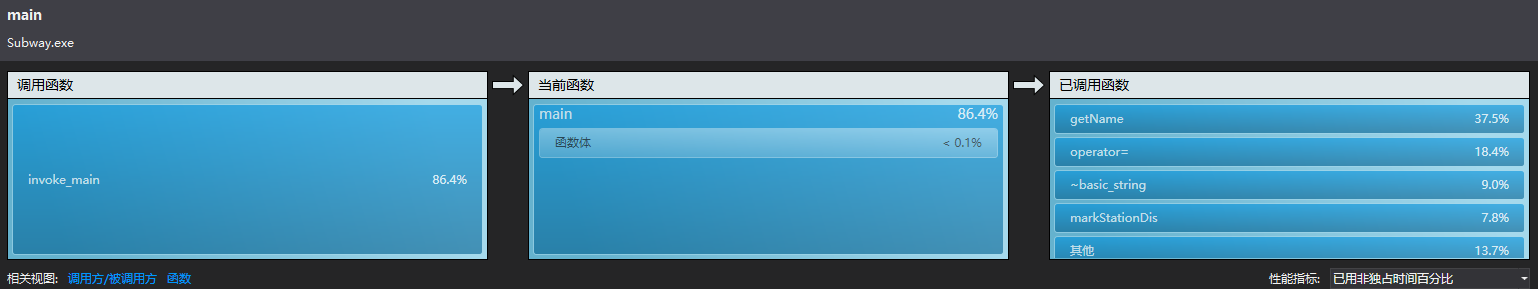 main
Subway.exe
调用函数
当前函数
已调用函数
invoke_main 86.4%
main 86.4%
函数体 < 0.1%
getName 37.5%
operator= 18.4%
~basic_string 9.0%
markStationDis 7.8%
其他 13.7%
相关视图: 调用方/被调用方 函数
性能指标: 已用非独占时间百分比